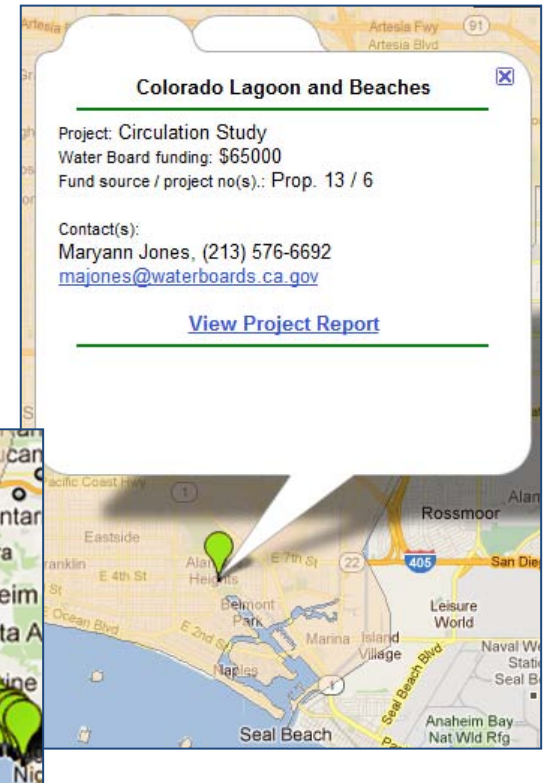 Artesia Fwy
91
Artesia Blvd
Colorado Lagoon and Beaches
Project: Circulation Study
Water Board funding: $65000
Fund source / project no(s).: Prop. 13 / 6
Contact(s):
Maryann Jones, (213) 576-6692
majones@waterboards.ca.gov
View Project Report
Pacific Coast Hwy
1
Rossmoor
Eastside
E 7th St
22
405
San Die
E 4th St
Heights
Belmont
Park
Leisure
World
E Ocean Blvd
E 2nd St
Marina
Island
Village
Naples
1
Seal Beach Blvd
Naval We
Statio
Seal B
Seal Beach
Anaheim Bay
Nat Wld Rfg